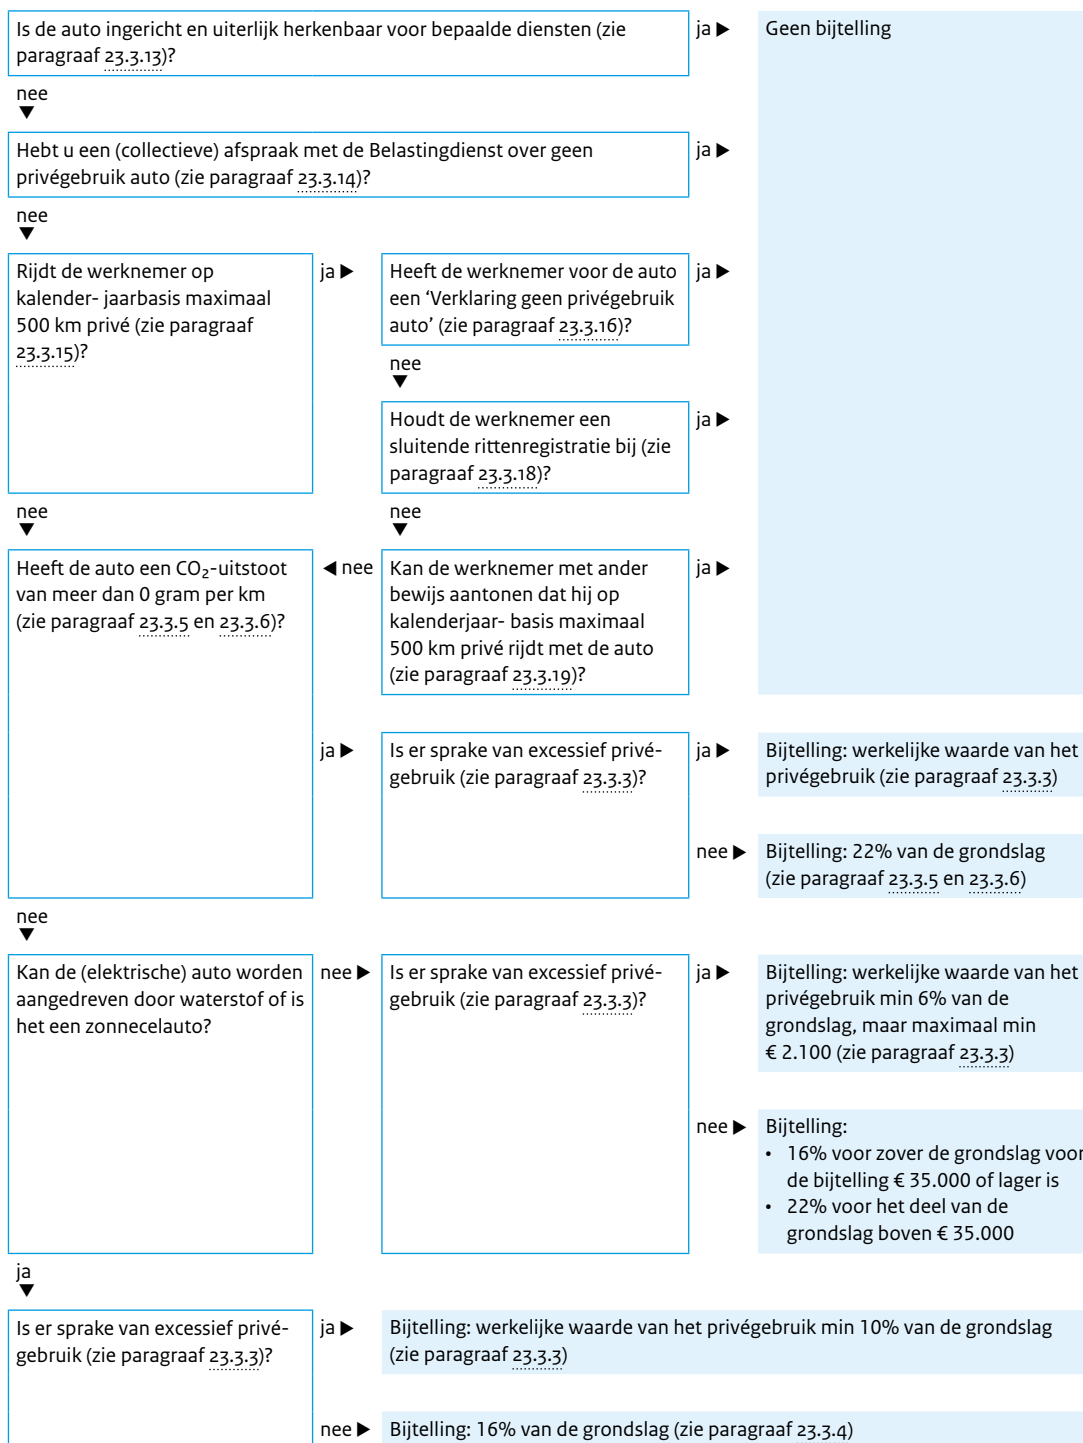 Is de auto ingericht en uiterlijk herkenbaar voor bepaalde diensten (zie
paragraaf 23.3.13)?
ja ▶
Geen bijtelling
nee
▼
Hebt u een (collectieve) afspraak met de Belastingdienst over geen
privégebruik auto (zie paragraaf 23.3.14)?
ja ▶
nee
▼
Rijdt de werknemer op
kalender- jaarbasis maximaal
500 km privé (zie paragraaf
23.3.15)?
ja ▶
Heeft de werknemer voor de auto
een ‘Verklaring geen privégebruik
auto’ (zie paragraaf 23.3.16)?
ja ▶
nee
▼
Houdt de werknemer een
sluitende rittenregistratie bij (zie
paragraaf 23.3.18)?
ja ▶
nee
▼
nee
▼
Heeft de auto een CO₂-uitstoot
van meer dan 0 gram per km
(zie paragraaf 23.3.5 en 23.3.6)?
◀ nee
Kan de werknemer met ander
bewijs aantonen dat hij op
kalenderjaar- basis maximaal
500 km privé rijdt met de auto
(zie paragraaf 23.3.19)?
ja ▶
ja ▶
Is er sprake van excessief privé-
gebruik (zie paragraaf 23.3.3)?
ja ▶
Bijtelling: werkelijke waarde van het
privégebruik (zie paragraaf 23.3.3)
nee ▶
Bijtelling: 22% van de grondslag
(zie paragraaf 23.3.5 en 23.3.6)
nee
▼
Kan de (elektrische) auto worden
aangedreven door waterstof of is
het een zonnecelauto?
nee ▶
Is er sprake van excessief privé-
gebruik (zie paragraaf 23.3.3)?
ja ▶
Bijtelling: werkelijke waarde van het
privégebruik min 6% van de
grondslag, maar maximaal min
€ 2.100 (zie paragraaf 23.3.3)
nee ▶
Bijtelling:
• 16% voor zover de grondslag voor
de bijtelling € 35.000 of lager is
• 22% voor het deel van de
grondslag boven € 35.000
ja
▼
Is er sprake van excessief privé-
gebruik (zie paragraaf 23.3.3)?
ja ▶
Bijtelling: werkelijke waarde van het privégebruik min 10% van de grondslag
(zie paragraaf 23.3.3)
nee ▶
Bijtelling: 16% van de grondslag (zie paragraaf 23.3.4)